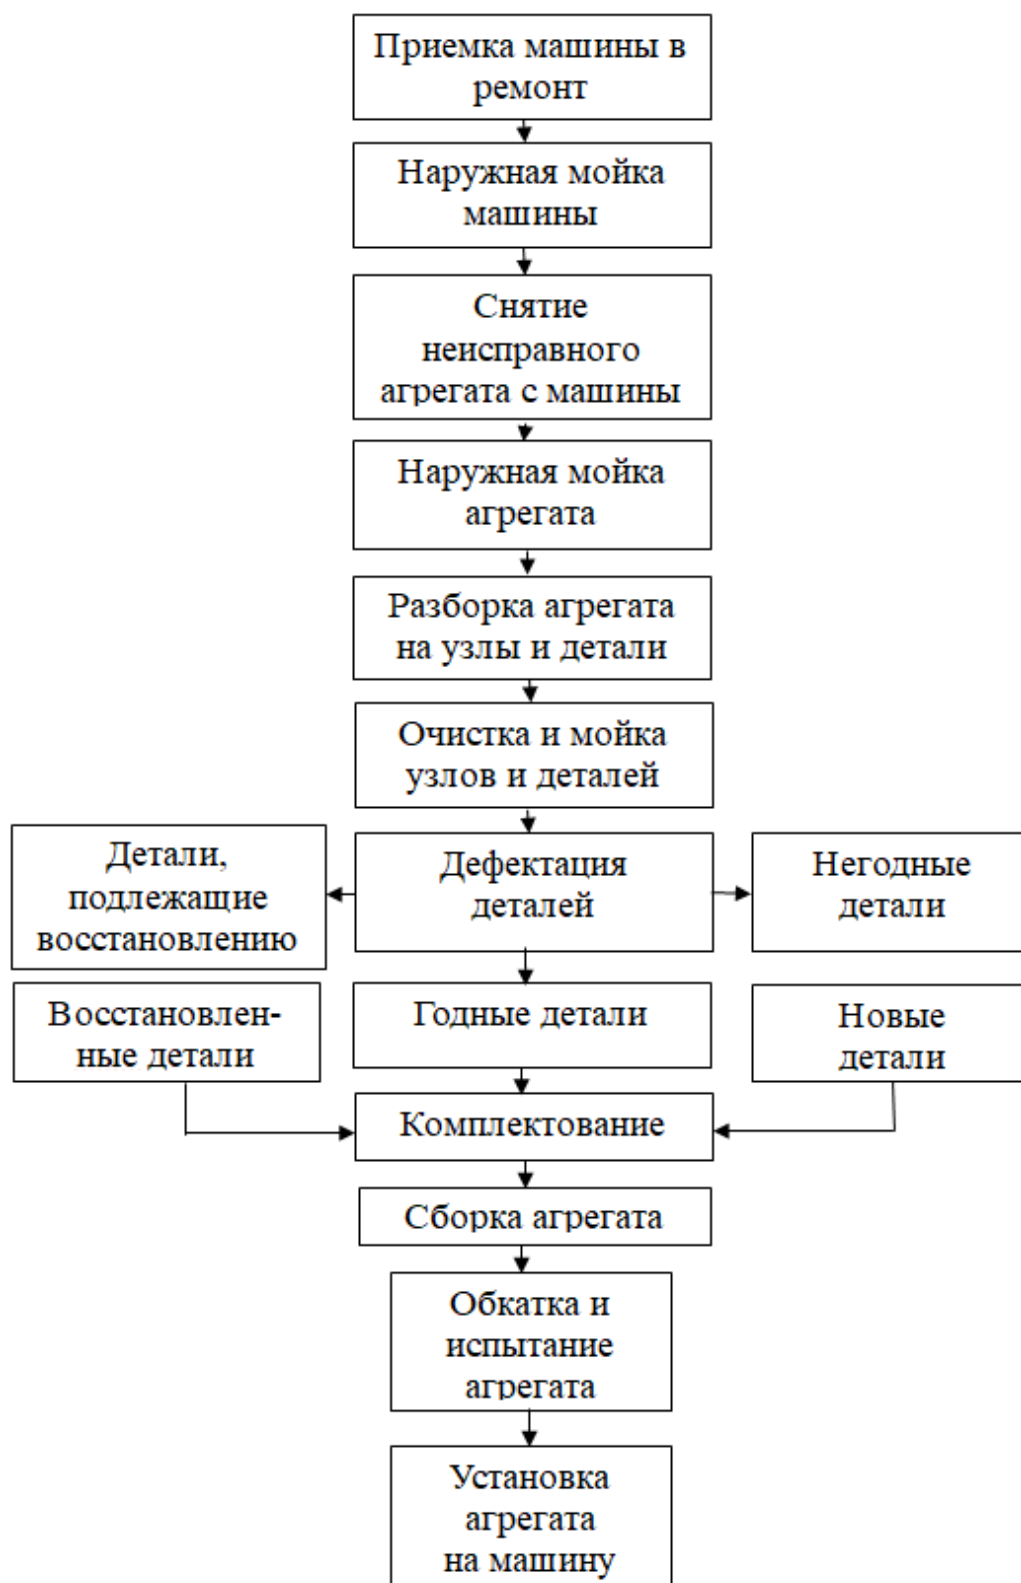 Приемка машины в
ремонт
Наружная мойка
машины
Снятие
неисправного
агрегата с машины
Наружная мойка
агрегата
Разборка агрегата
на узлы и детали
Очистка и мойка
узлов и деталей
Детали,
подлежащие
восстановлению
Дефектация
деталей
Негодные
детали
Восстановлен-
ные детали
Годные детали
Новые
детали
Комплектование
Сборка агрегата
Обкатка и
испытание
агрегата
Установка
агрегата
на машину